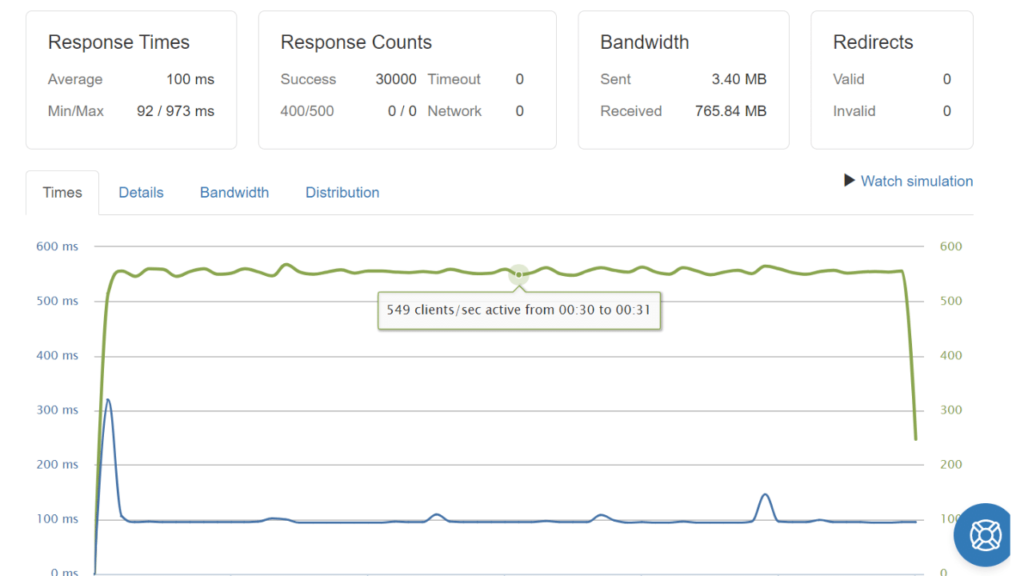 Response Times
Average 100 ms
Min/Max 92 / 973 ms
Response Counts
Success 30000 Timeout 0
400/500 0 / 0 Network 0
Bandwidth
Sent 3.40 MB
Received 765.84 MB
Redirects
Valid 0
Invalid 0
Times Details Bandwidth Distribution
Watch simulation
600 ms 600
500 ms 500
549 clients/sec active from 00:30 to 00:31
400 ms 400
300 ms 300
200 ms 200
100 ms 100
0 ms 0